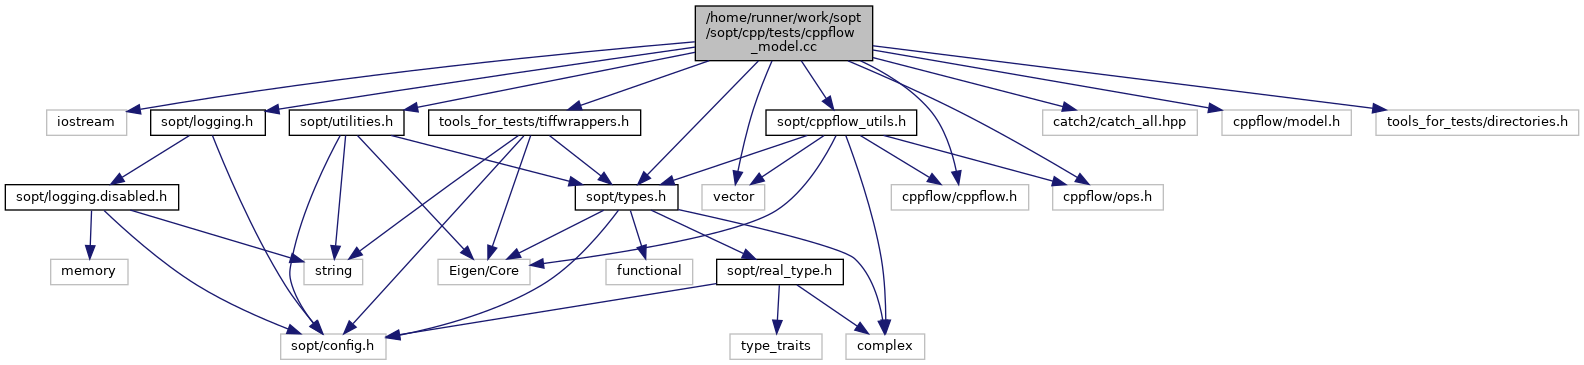 /home/runner/work/sopt
/sopt/cpp/tests/cppflow
_model.cc
iostream
sopt/logging.h
sopt/utilities.h
tools_for_tests/tiffwrappers.h
sopt/cppflow_utils.h
catch2/catch_all.hpp
cppflow/model.h
tools_for_tests/directories.h
sopt/logging.disabled.h
sopt/types.h
vector
cppflow/cppflow.h
cppflow/ops.h
memory
string
Eigen/Core
functional
sopt/real_type.h
sopt/config.h
type_traits
complex